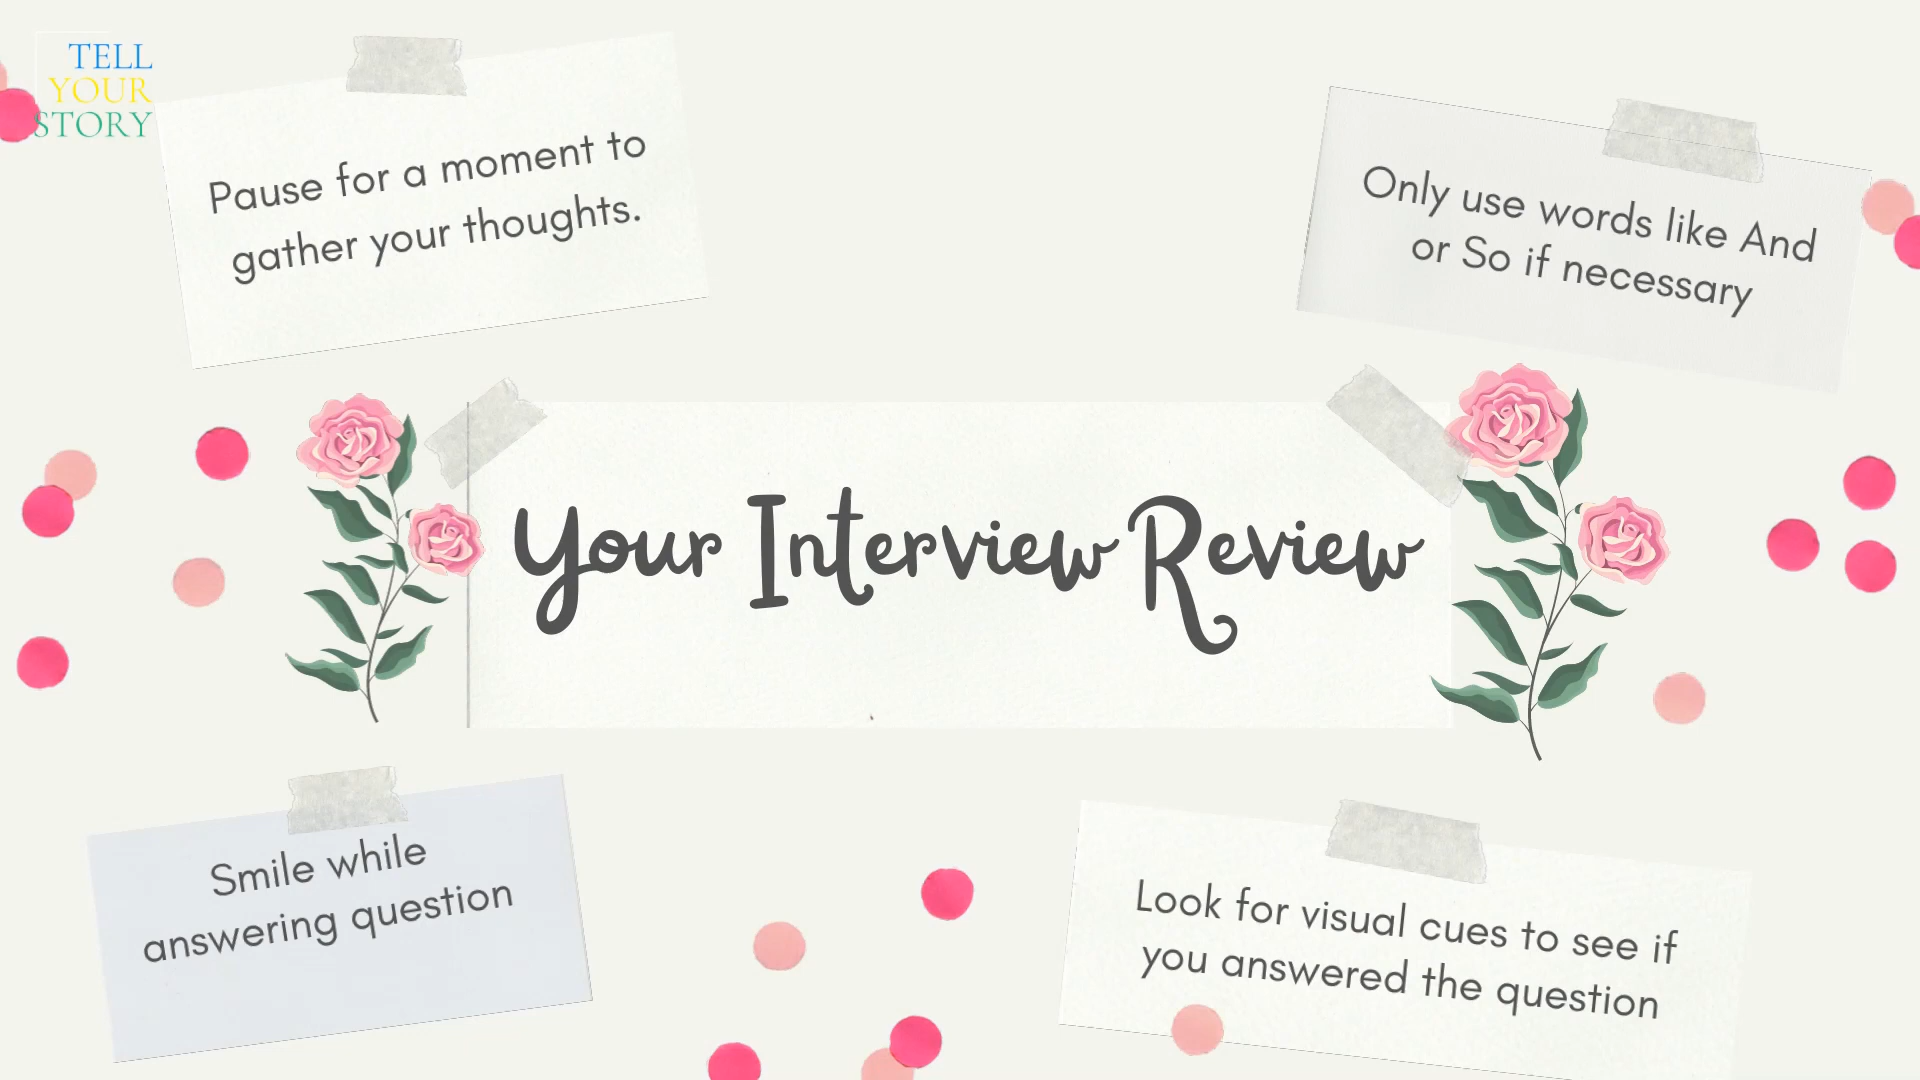 TELL
YOUR
STORY
Pause for a moment to
gather your thoughts.
Only use words like And
or So if necessary
Your Interview Review
Smile while
answering question
Look for visual cues to see if
you answered the question